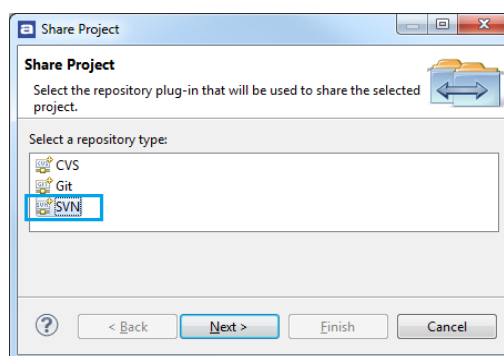 Share Project
Share Project
Select the repository plug-in that will be used to share the selected
project.
Select a repository type:
CVS
Git
SVN
< Back
Next >
Finish
Cancel